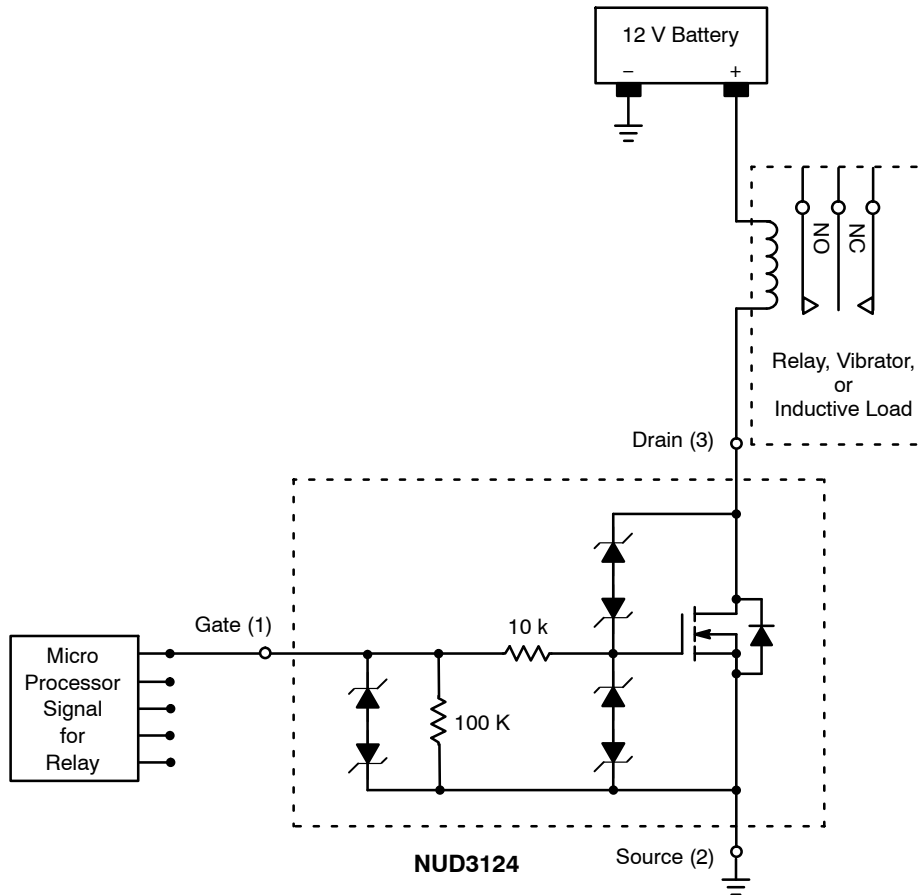 12 V Battery
– +
NO
NC
Relay, Vibrator,
or
Inductive Load
Drain (3)
Gate (1)
10 k
Micro
Processor
Signal
for
Relay
100 K
NUD3124
Source (2)